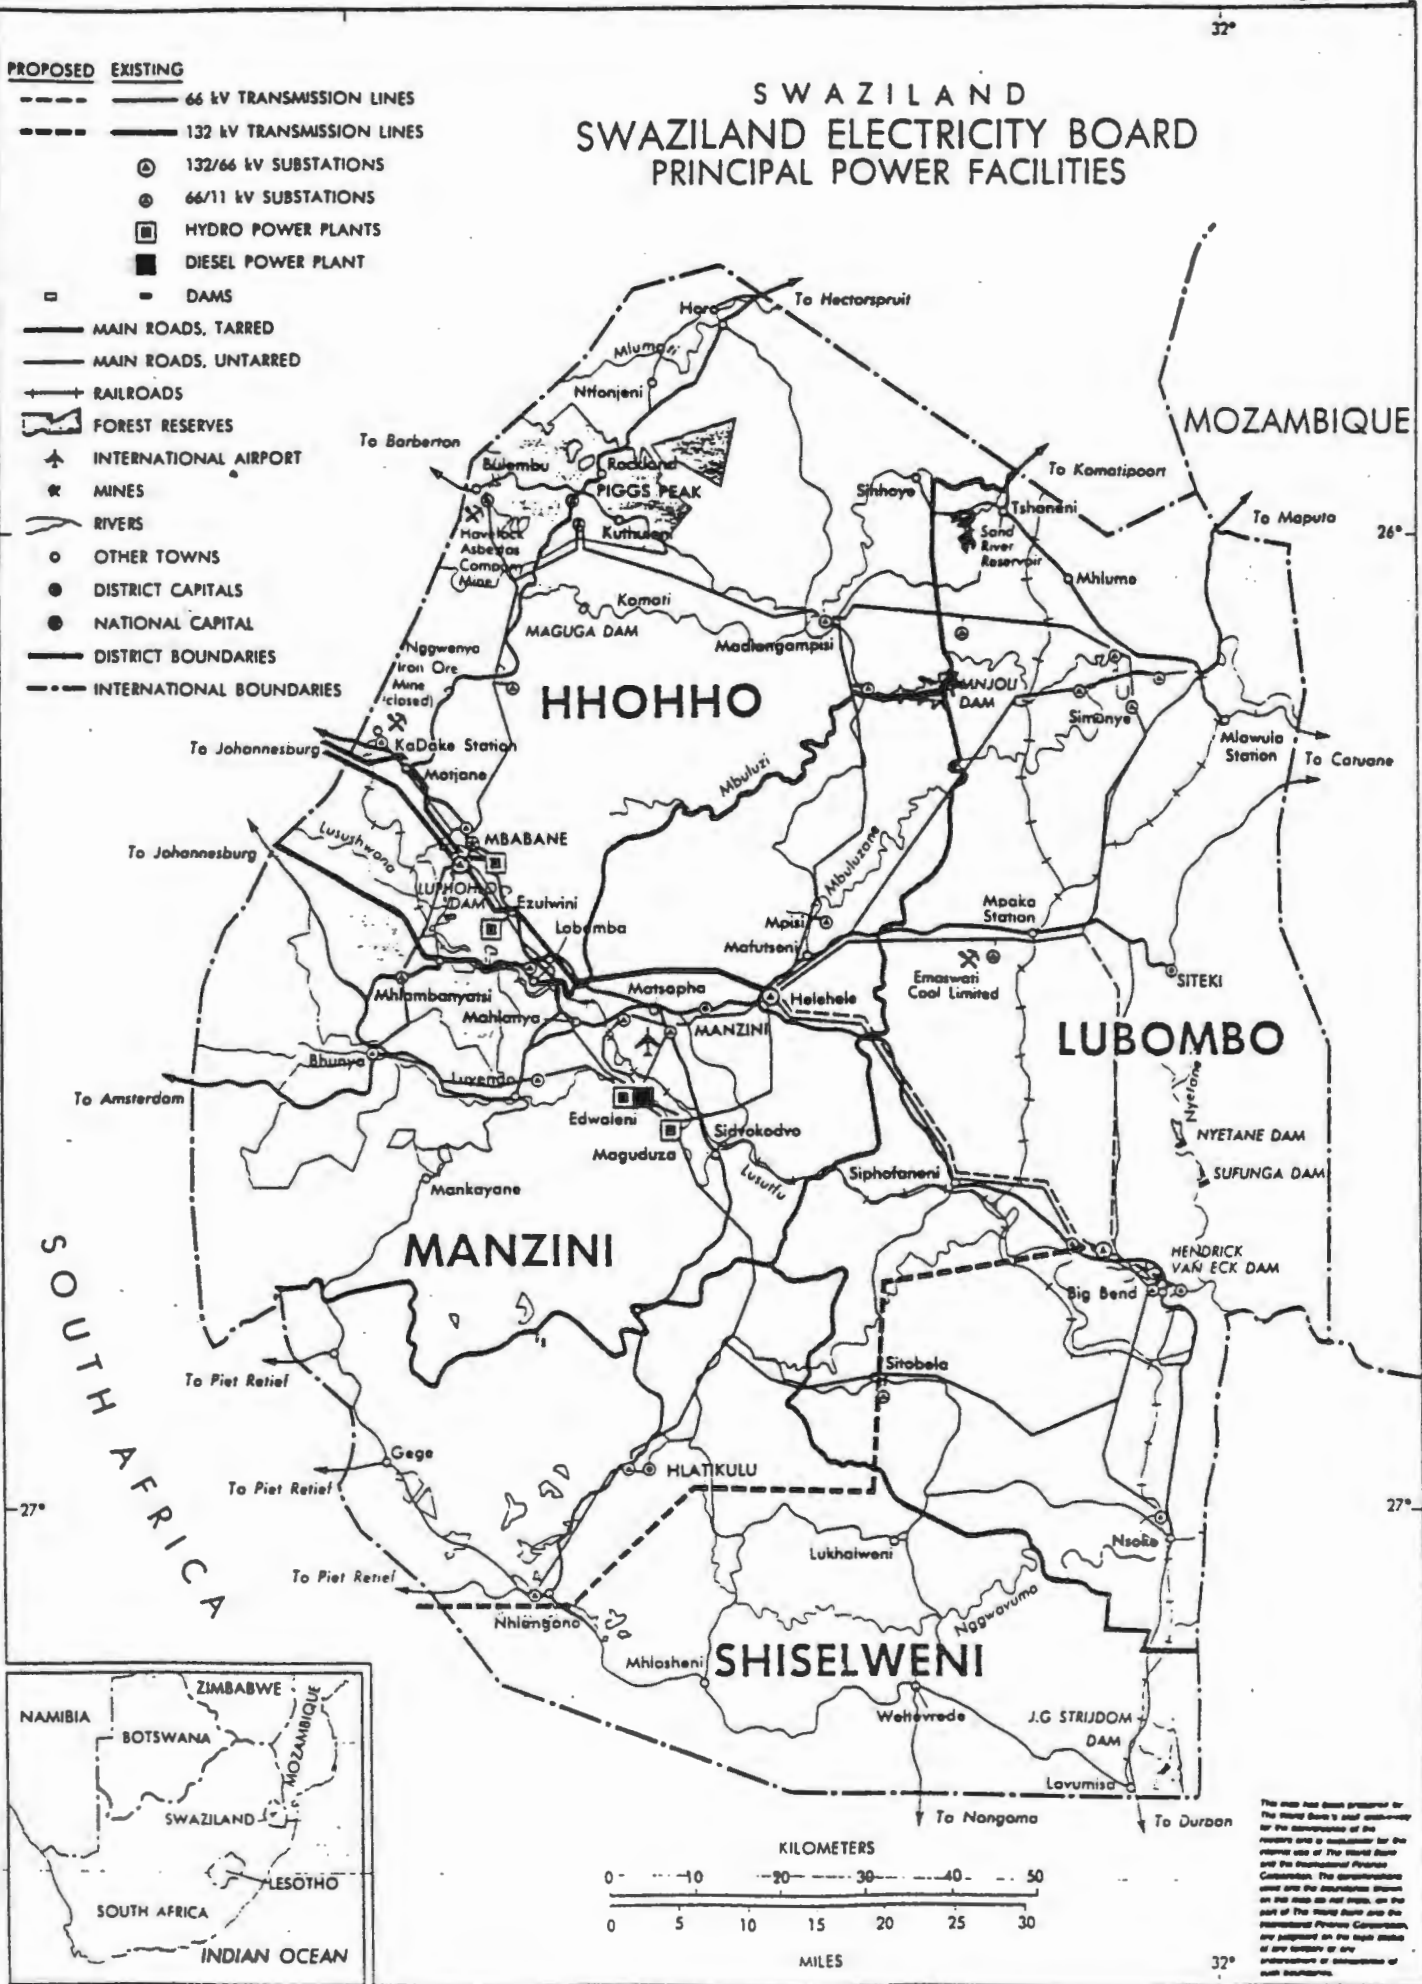 32°
PROPOSED EXISTING
66 kV TRANSMISSION LINES
132 kV TRANSMISSION LINES
132/66 kV SUBSTATIONS
66/11 kV SUBSTATIONS
HYDRO POWER PLANTS
DIESEL POWER PLANT
DAMS
MAIN ROADS, TARRED
MAIN ROADS, UNTARRED
RAILROADS
FOREST RESERVES
INTERNATIONAL AIRPORT
MINES
RIVERS
OTHER TOWNS
DISTRICT CAPITALS
NATIONAL CAPITAL
DISTRICT BOUNDARIES
INTERNATIONAL BOUNDARIES
SWAZILAND
SWAZILAND ELECTRICITY BOARD
PRINCIPAL POWER FACILITIES
To Hectorspruit
Horo
Mlumati
Ntfonjeni
MOZAMBIQUE
To Barberton
Bulembu
Rockland
PIGGS PEAK
Kuthuleni
Havelock
Asbestos
Company
Mine
Sihhoye
To Komatipoort
Tshaneni
Sand
River
Reservoir
To Maputo
26°
Mhlume
Komati
MAGUGA DAM
Madlangampisi
Nggwenya
Iron Ore
Mine
(closed)
HHOHHO
MNJOLI
DAM
Simunye
Mlawula
Station
To Catuane
To Johannesburg
KaDake Station
Motjane
Mbuluzi
MBABANE
Lusushwana
To Johannesburg
LUPHOHLO
DAM
Ezulwini
Lobamba
Mbuluzane
Mpisi
Mafutseni
Mpaka
Station
SITEKI
Emaswati
Coal Limited
Mhlambanyatsi
Matsapha
Helehele
Mahlanya
MANZINI
LUBOMBO
Bhunya
Luyendo
To Amsterdam
Edwaleni
Maguduza
Sidvokodvo
Lusutfu
Siphofaneni
Nyetane
NYETANE DAM
SUFUNGA DAM
Mankayane
MANZINI
HENDRICK
VAN ECK DAM
Big Bend
SOUTH AFRICA
To Piet Retief
Sitobela
Gege
To Piet Retief
HLATIKULU
27°
27°
Lukhalweni
Nsoko
To Piet Retief
Nhlangano
Nggwavuma
Mhlosheni
SHISELWENI
Weltevrede
J.G STRIJDOM
DAM
Lavumisa
To Nongoma
To Durban
NAMIBIA
ZIMBABWE
BOTSWANA
MOZAMBIQUE
SWAZILAND
LESOTHO
SOUTH AFRICA
INDIAN OCEAN
KILOMETERS
0 10 20 30 40 50
0 5 10 15 20 25 30
MILES
32°